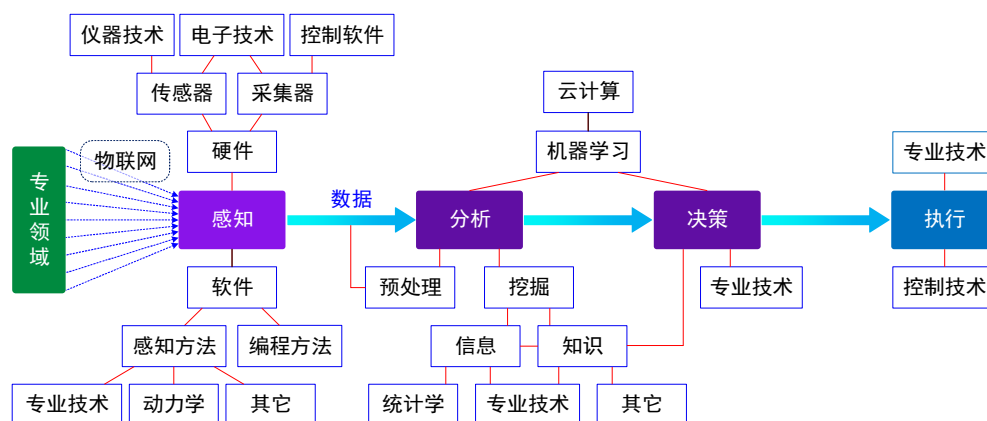 仪器技术
电子技术
控制软件
传感器
采集器
云计算
硬件
机器学习
物联网
专业技术
专业领域
感知
数据
分析
决策
执行
软件
预处理
挖掘
专业技术
控制技术
感知方法
编程方法
信息
知识
专业技术
动力学
其它
统计学
专业技术
其它